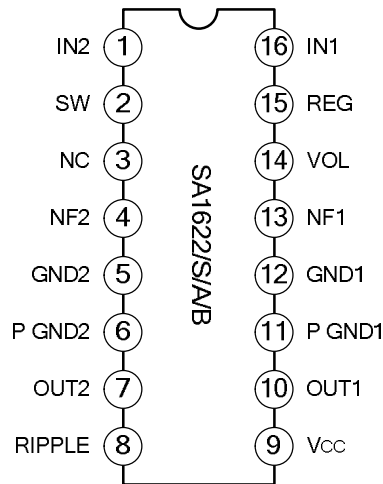 IN2 1 16 IN1
SW 2 15 REG
NC 3 14 VOL
NF2 4 13 NF1
GND2 5 12 GND1
P GND2 6 11 P GND1
OUT2 7 10 OUT1
RIPPLE 8 9 VCC
SA1622/S/A/B